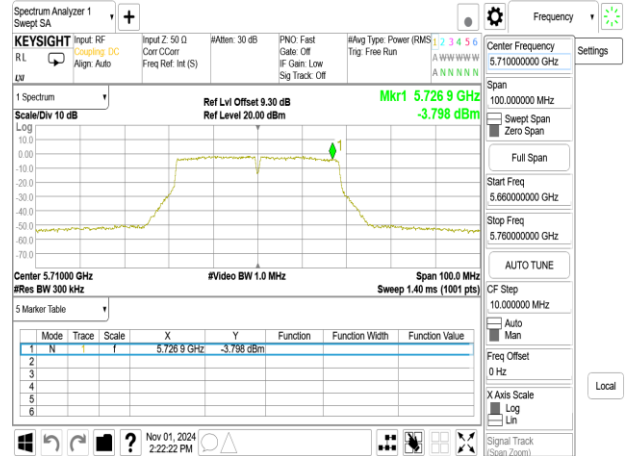 Spectrum Analyzer 1
Swept SA
Frequency
KEYSIGHT
Input: RF
Coupling: DC
Align: Auto
Input Z: 50 Ω
Corr CCorr
Freq Ref: Int (S)
#Atten: 30 dB
PNO: Fast
Gate: Off
IF Gain: Low
Sig Track: Off
#Avg Type: Power (RMS
Trig: Free Run
1 2 3 4 5 6
A W W W W W
A N N N N N
R L
Center Frequency
5.710000000 GHz
Settings
Span
100.000000 MHz
Swept Span
Zero Span
Full Span
Start Freq
5.660000000 GHz
Stop Freq
5.760000000 GHz
AUTO TUNE
CF Step
10.000000 MHz
Auto
Man
Freq Offset
0 Hz
X Axis Scale
Log
Lin
Signal Track
(Span Zoom)
Local
1 Spectrum
Scale/Div 10 dB
Ref Lvl Offset 9.30 dB
Ref Level 20.00 dBm
Mkr1 5.726 9 GHz
-3.798 dBm
Log
10.0
0.00
-10.0
-20.0
-30.0
-40.0
-50.0
-60.0
-70.0
1
Center 5.71000 GHz
#Res BW 300 kHz
#Video BW 1.0 MHz
Span 100.0 MHz
Sweep 1.40 ms (1001 pts)
5 Marker Table
Mode Trace Scale X Y Function Function Width Function Value
1 N 1 f 5.726 9 GHz -3.798 dBm
2
3
4
5
6
Nov 01, 2024
2:22:22 PM